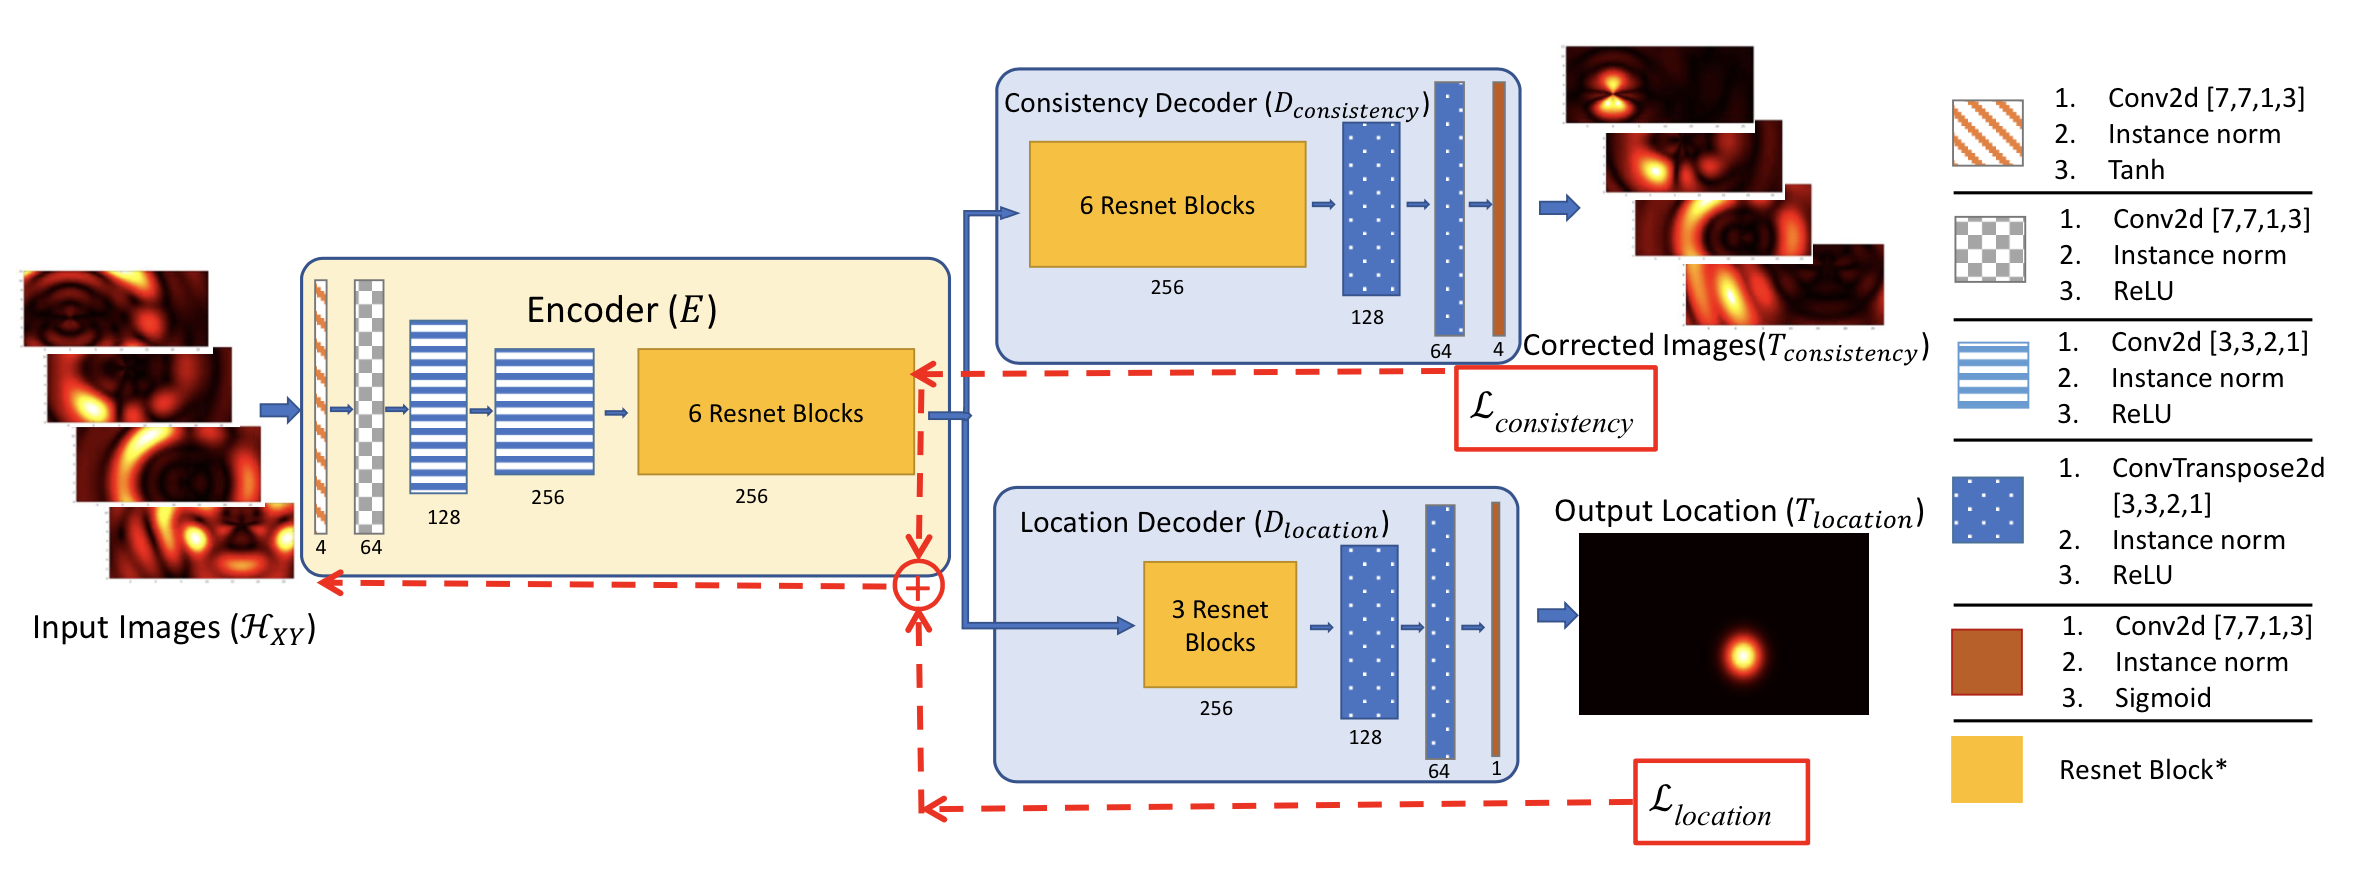 Input Images (ℋ_XY)
Encoder (E)
4
64
128
256
6 Resnet Blocks
256
Consistency Decoder (D_consistency)
6 Resnet Blocks
256
128
64
4
Corrected Images(T_consistency)
ℒ_consistency
Location Decoder (D_location)
3 Resnet
Blocks
256
128
64
1
Output Location (T_location)
ℒ_location
+
1. Conv2d [7,7,1,3]
2. Instance norm
3. Tanh
1. Conv2d [7,7,1,3]
2. Instance norm
3. ReLU
1. Conv2d [3,3,2,1]
2. Instance norm
3. ReLU
1. ConvTranspose2d
[3,3,2,1]
2. Instance norm
3. ReLU
1. Conv2d [7,7,1,3]
2. Instance norm
3. Sigmoid
Resnet Block*